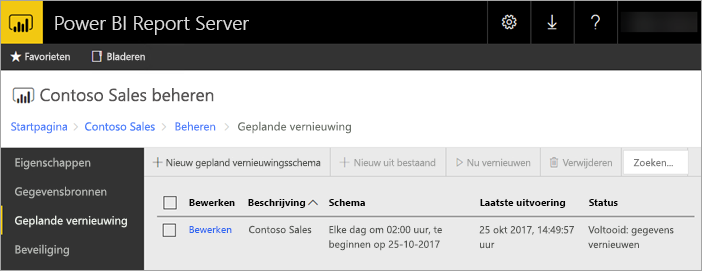 Power BI Report Server
?
Favorieten Bladeren
Contoso Sales beheren
Startpagina > Contoso Sales > Beheren > Geplande vernieuwing
Eigenschappen
Gegevensbronnen
Geplande vernieuwing
Beveiliging
+ Nieuw gepland vernieuwingsschema + Nieuw uit bestaand Nu vernieuwen Verwijderen Zoeken...
Bewerken Beschrijving Schema Laatste uitvoering Status
Bewerken Contoso Sales Elke dag om 02:00 uur, te 25 okt 2017, 14:49:57 Voltooid: gegevens
beginnen op 25-10-2017 uur vernieuwen